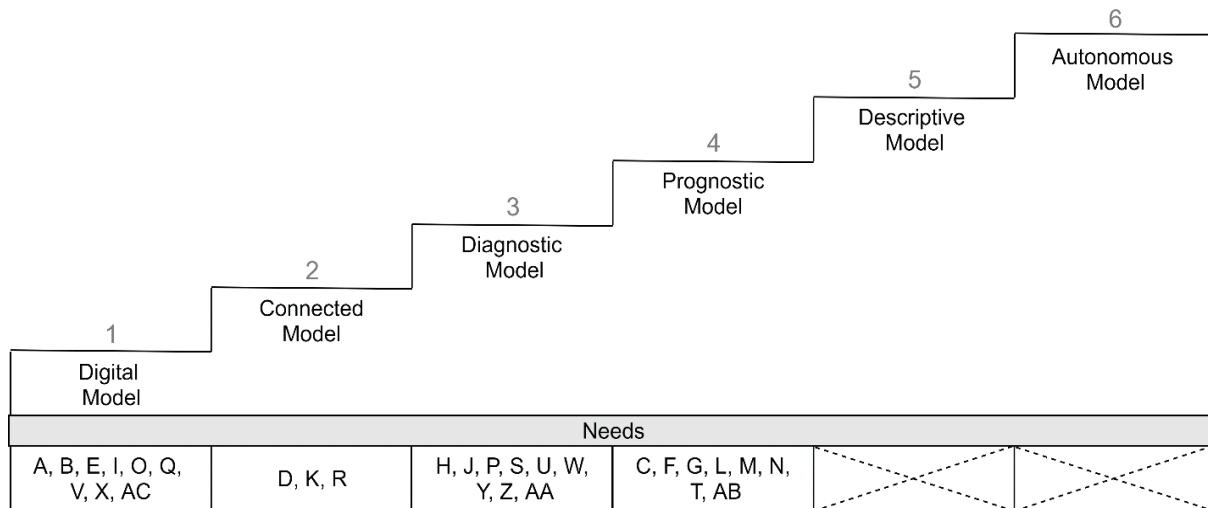 6
Autonomous
Model
5
Descriptive
Model
4
Prognostic
Model
3
Diagnostic
Model
2
Connected
Model
1
Digital
Model
Needs
A, B, E, I, O, Q,
V, X, AC
D, K, R
H, J, P, S, U, W,
Y, Z, AA
C, F, G, L, M, N,
T, AB